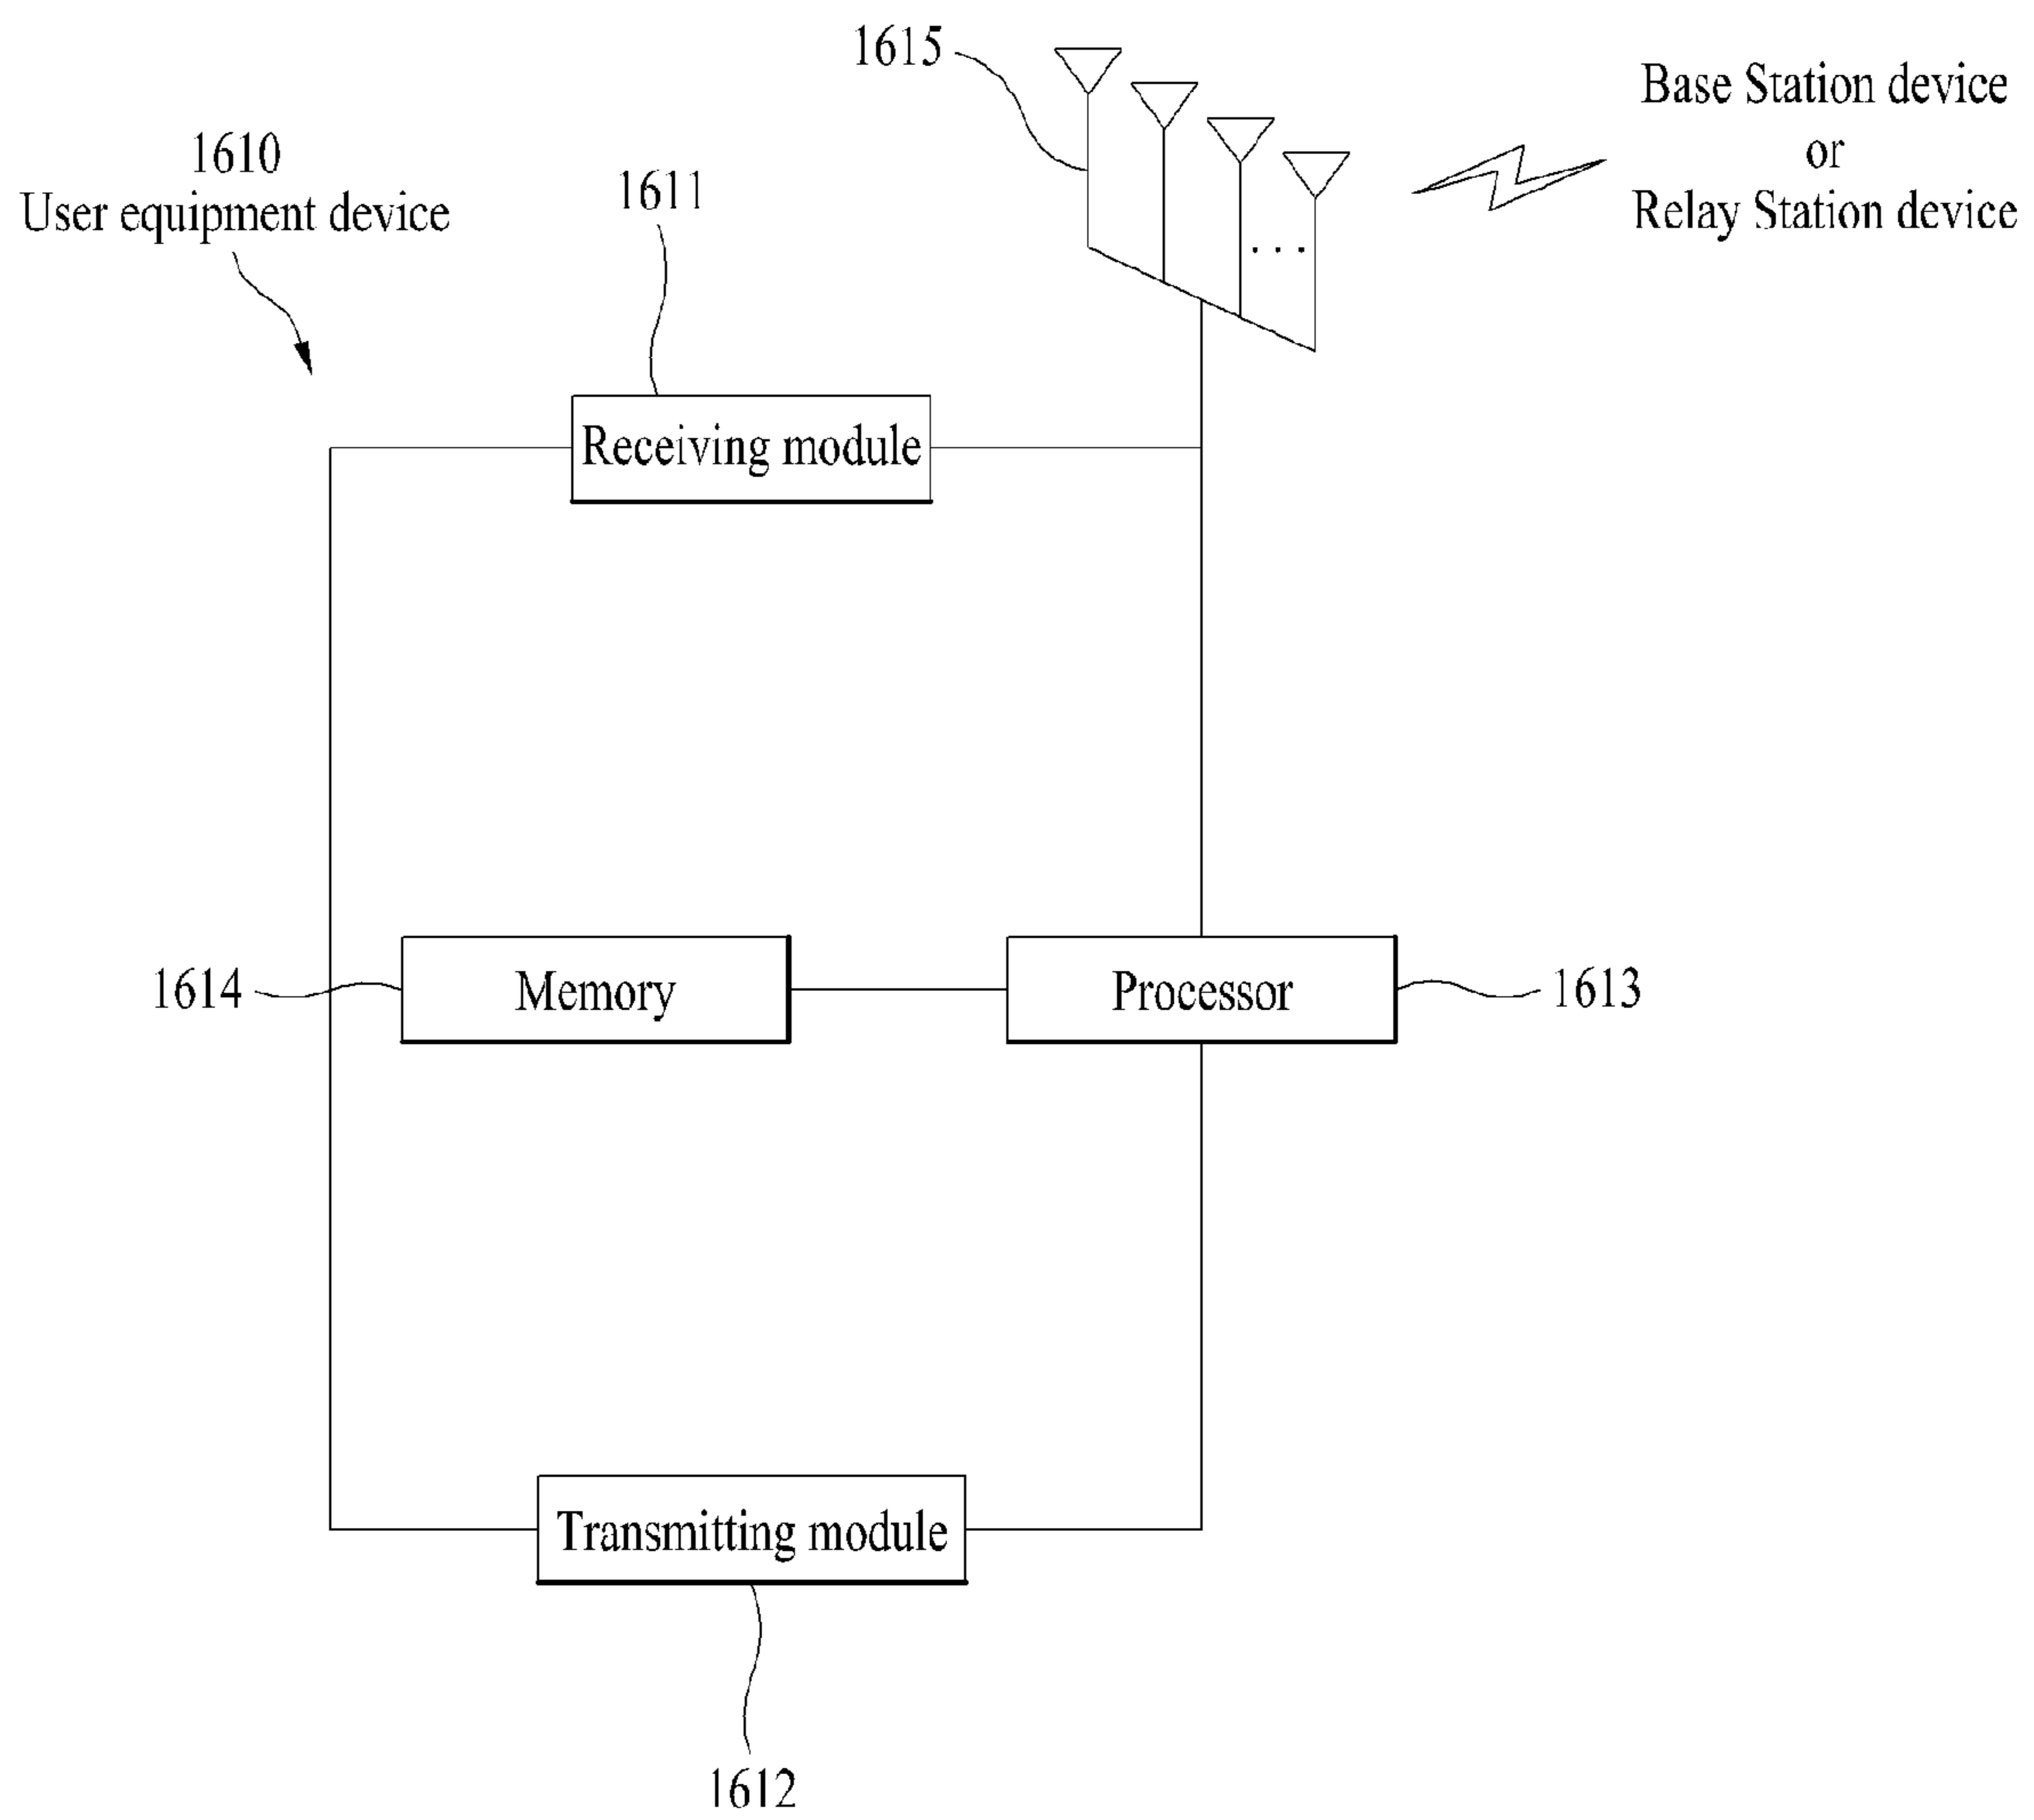 1615
Base Station device
or
Relay Station device
1610
User equipment device
1611
Receiving module
. . .
1614
Memory
Processor
1613
Transmitting module
1612